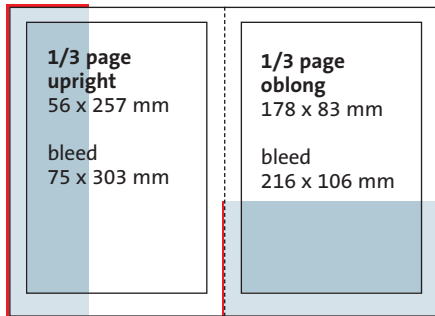 1/3 page
upright
56 x 257 mm
bleed
75 x 303 mm
1/3 page
oblong
178 x 83 mm
bleed
216 x 106 mm